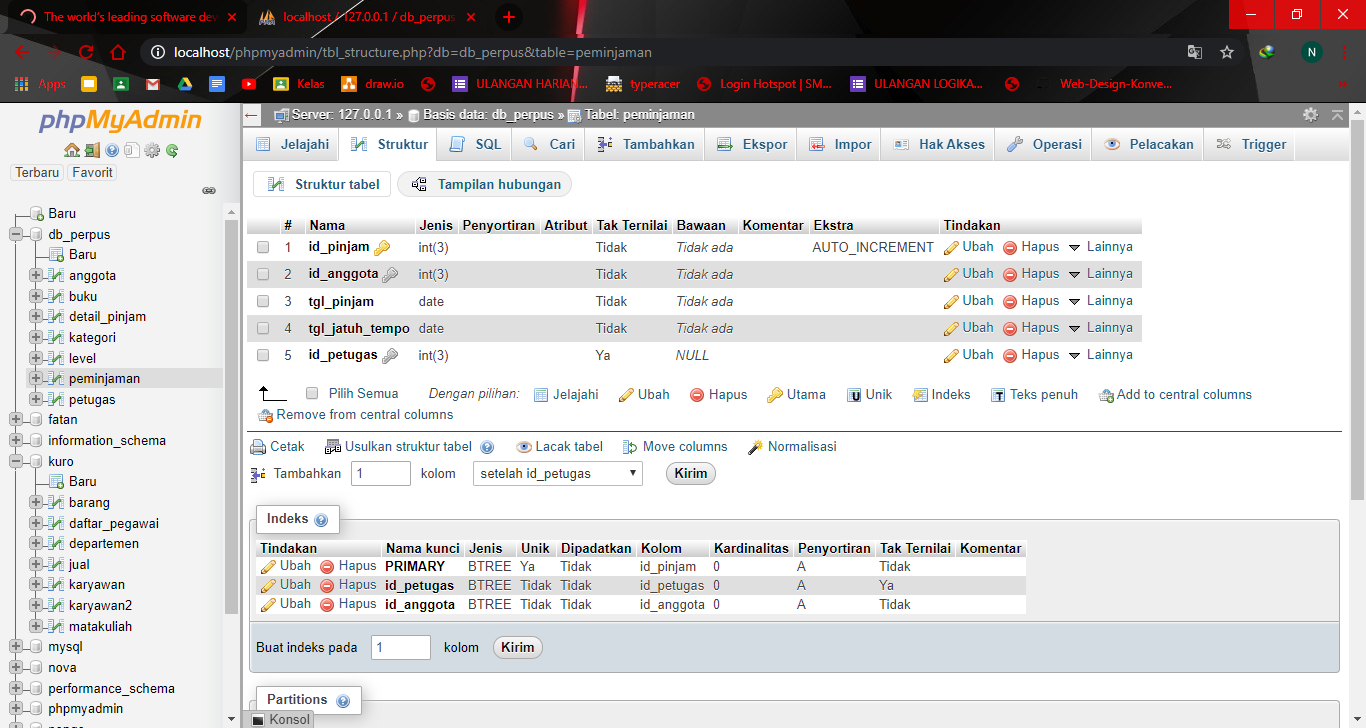 The world's leading software dev
localhost / 127.0.0.1 / db_perpus
localhost/phpmyadmin/tbl_structure.php?db=db_perpus&table=peminjaman
N
Apps
Kelas
draw.io
ULANGAN HARIAN...
typeracer
Login Hotspot | SM...
ULANGAN LOGIKA...
Web-Design-Konve...
phpMyAdmin
Terbaru
Favorit
Baru
db_perpus
Baru
anggota
buku
detail_pinjam
kategori
level
peminjaman
petugas
fatan
information_schema
kuro
Baru
barang
daftar_pegawai
departemen
jual
karyawan
karyawan2
matakuliah
mysql
nova
performance_schema
phpmyadmin
Server: 127.0.0.1 » Basis data: db_perpus » Tabel: peminjaman
Jelajahi Struktur SQL Cari Tambahkan Ekspor Impor Hak Akses Operasi Pelacakan Trigger
Struktur tabel Tampilan hubungan
# Nama Jenis Penyortiran Atribut Tak Ternilai Bawaan Komentar Ekstra Tindakan
1 id_pinjam int(3) Tidak Tidak ada AUTO_INCREMENT Ubah Hapus Lainnya
2 id_anggota int(3) Tidak Tidak ada Ubah Hapus Lainnya
3 tgl_pinjam date Tidak Tidak ada Ubah Hapus Lainnya
4 tgl_jatuh_tempo date Tidak Tidak ada Ubah Hapus Lainnya
5 id_petugas int(3) Ya NULL Ubah Hapus Lainnya
Pilih Semua Dengan pilihan: Jelajahi Ubah Hapus Utama Unik Indeks Teks penuh Add to central columns
Remove from central columns
Cetak Usulkan struktur tabel Lacak tabel Move columns Normalisasi
Tambahkan 1 kolom setelah id_petugas Kirim
Indeks
Tindakan Nama kunci Jenis Unik Dipadatkan Kolom Kardinalitas Penyortiran Tak Ternilai Komentar
Ubah Hapus PRIMARY BTREE Ya Tidak id_pinjam 0 A Tidak
Ubah Hapus id_petugas BTREE Tidak Tidak id_petugas 0 A Ya
Ubah Hapus id_anggota BTREE Tidak Tidak id_anggota 0 A Tidak
Buat indeks pada 1 kolom Kirim
Partitions
Konsol